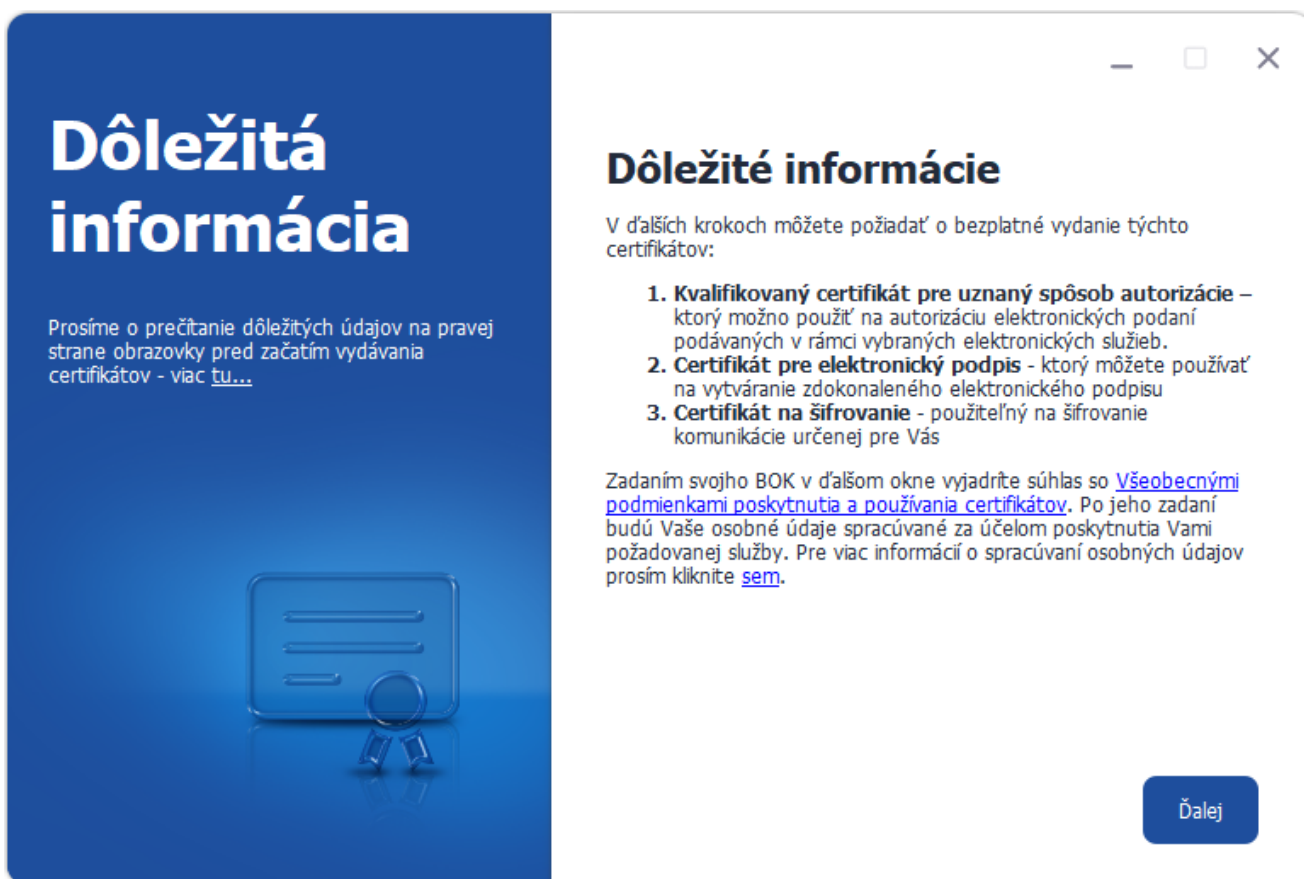 Dôležitá
informácia
Prosíme o prečítanie dôležitých údajov na pravej
strane obrazovky pred začatím vydávania
certifikátov - viac tu...
Dôležité informácie
V ďalších krokoch môžete požiadať o bezplatné vydanie týchto
certifikátov:
1. Kvalifikovaný certifikát pre uznaný spôsob autorizácie –
ktorý možno použiť na autorizáciu elektronických podaní
podávaných v rámci vybraných elektronických služieb.
2. Certifikát pre elektronický podpis - ktorý môžete používať
na vytváranie zdokonaleného elektronického podpisu
3. Certifikát na šifrovanie - použiteľný na šifrovanie
komunikácie určenej pre Vás
Zadaním svojho BOK v ďalšom okne vyjadríte súhlas so Všeobecnými
podmienkami poskytnutia a používania certifikátov. Po jeho zadaní
budú Vaše osobné údaje spracúvané za účelom poskytnutia Vami
požadovanej služby. Pre viac informácií o spracúvaní osobných údajov
prosím kliknite sem.
Ďalej